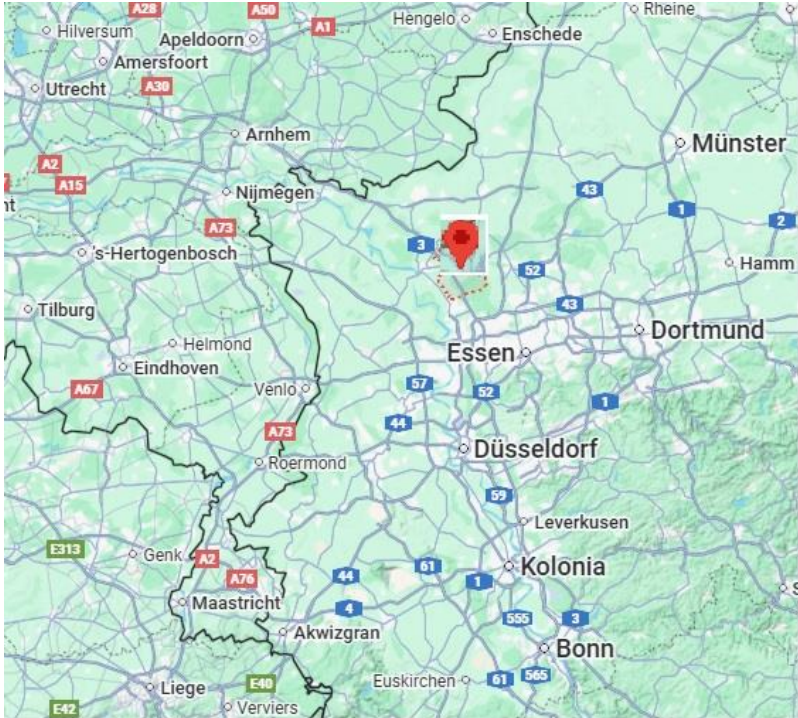 A28
A50
Hengelo
Rheine
Hilversum
Apeldoorn
A1
Enschede
Amersfoort
Utrecht
A30
Arnhem
Münster
A2
A15
Nijmegen
43
nt
1
2
A73
3
's-Hertogenbosch
52
Hamm
Tilburg
43
Dortmund
Helmond
Essen
Eindhoven
A67
Venlo
57
52
1
44
A73
Düsseldorf
Roermond
59
Leverkusen
E313
Genk
A2
61
Kolonia
A76
44
1
Maastricht
4
555
3
Akwizgran
Bonn
Euskirchen
61
565
Liege
E40
E42
Verviers